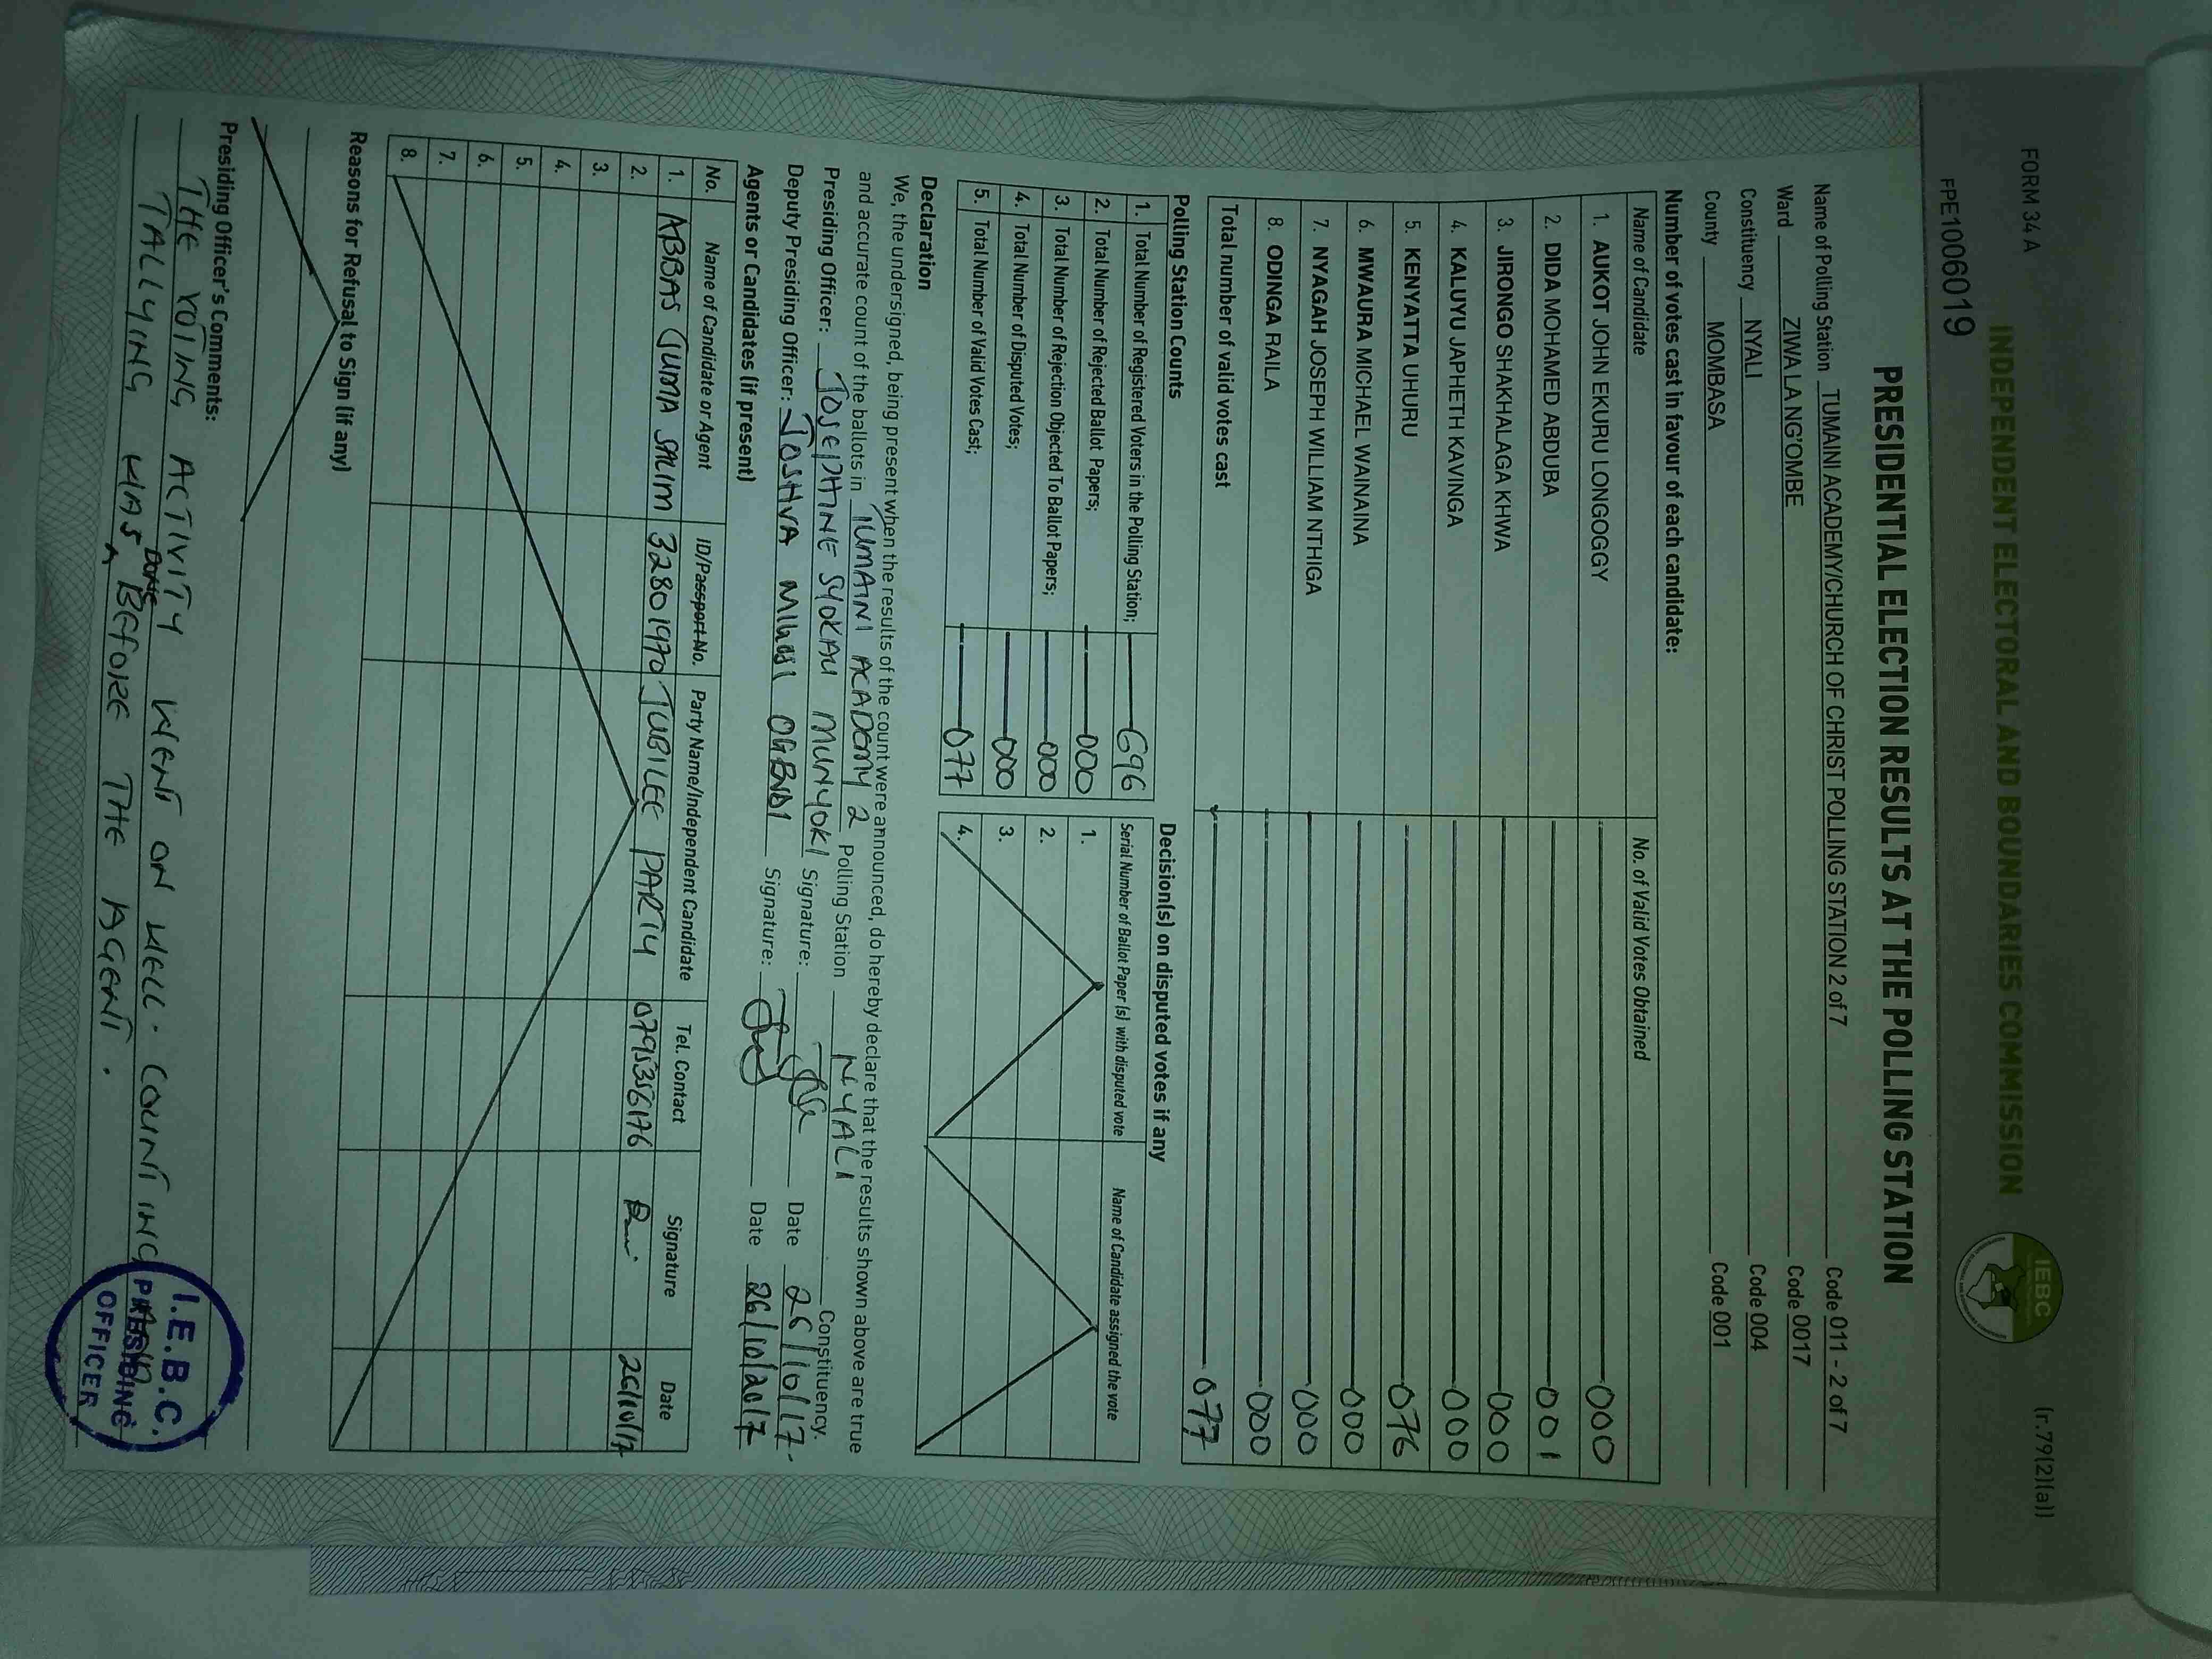 FORM 34 A
(r.79(2)(a))
INDEPENDENT ELECTORAL AND BOUNDARIES COMMISSION
IEBC
FPE1006019
PRESIDENTIAL ELECTION RESULTS AT THE POLLING STATION
Name of Polling Station TUMAINI ACADEMY/CHURCH OF CHRIST POLLING STATION 2 of 7 Code 011 - 2 of 7
Ward ZIWA LA NG'OMBE Code 0017
Constituency NYALI Code 004
County MOMBASA Code 001
Number of votes cast in favour of each candidate:
Name of Candidate No. of Valid Votes Obtained
1. AUKOT JOHN EKURU LONGOGGY 000
2. DIDA MOHAMED ABDUBA 001
3. JIRONGO SHAKHALAGA KHWA 000
4. KALUYU JAPHETH KAVINGA 000
5. KENYATTA UHURU 076
6. MWAURA MICHAEL WAINAINA 000
7. NYAGAH JOSEPH WILLIAM NTHIGA 000
8. ODINGA RAILA 000
Total number of valid votes cast 077
Polling Station Counts
1. Total Number of Registered Voters in the Polling Station; 696
2. Total Number of Rejected Ballot Papers; 000
3. Total Number of Rejection Objected To Ballot Papers; 000
4. Total Number of Disputed Votes; 000
5. Total Number of Valid Votes Cast; 077
Decision(s) on disputed votes if any
Serial Number of Ballot Paper (s) with disputed vote Name of Candidate assigned the vote
1.
2.
3.
4.
Declaration
We, the undersigned, being present when the results of the count were announced, do hereby declare that the results shown above are true
and accurate count of the ballots in TUMAINI ACADEMY 2 Polling Station NYALI Constituency.
Presiding Officer: JOSEPHINE SYOKAU MUNYOKI Signature: Date 26/10/17.
Deputy Presiding Officer: JOSHVA OGENDI Signature: Date 26/10/2017
Agents or Candidates (if present)
No. Name of Candidate or Agent ID/Passport No. Party Name/Independent Candidate Tel. Contact Signature Date
1. ABBAS JUMA SALIM 32801970 JUBILEE PARTY 0795356176 26/10/17
2.
3.
4.
5.
6.
7.
8.
Reasons for Refusal to Sign (if any)
Presiding Officer's Comments:
THE VOTING ACTIVITY WENT ON WELL. COUNTING
TALLYING WAS DONE BEFORE THE AGENT.
I.E.B.C.
PRESIDING
OFFICER